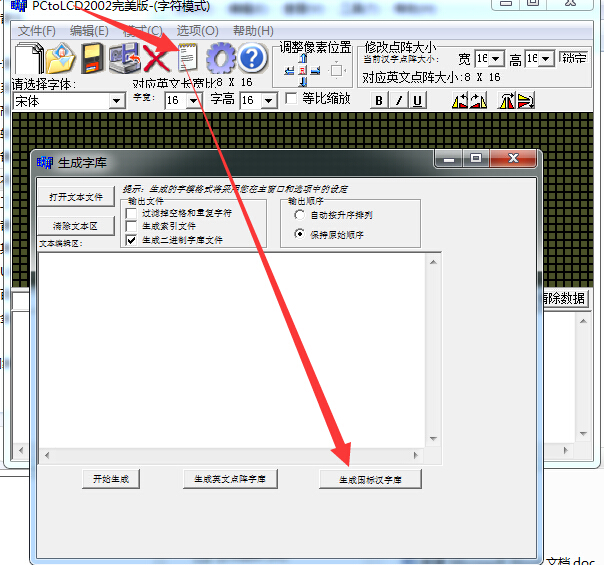 PCtoLCD2002完美版-(字符模式)
文件(F) 编辑(E) 模式(C) 选项(O) 帮助(H)
调整像素位置
修改点阵大小
当前汉字点阵大小: 宽 16 高 16 锁定
请选择字体: 对应英文长宽比:8 X 16
对应英文点阵大小:8 X 16
宋体 字宽: 16 字高 16 等比缩放 B I U
生成字库
打开文本文件
提示: 生成的字模格式将采用您在主窗口和选项中的设定
输出文件
输出顺序
过滤掉空格和重复字符
自动按升序排列
清除文本区
生成索引文件
保持原始顺序
生成二进制字库文件
文本编辑区:
清除数据
开始生成 生成英文点阵字库 生成国标汉字库
文档.doc